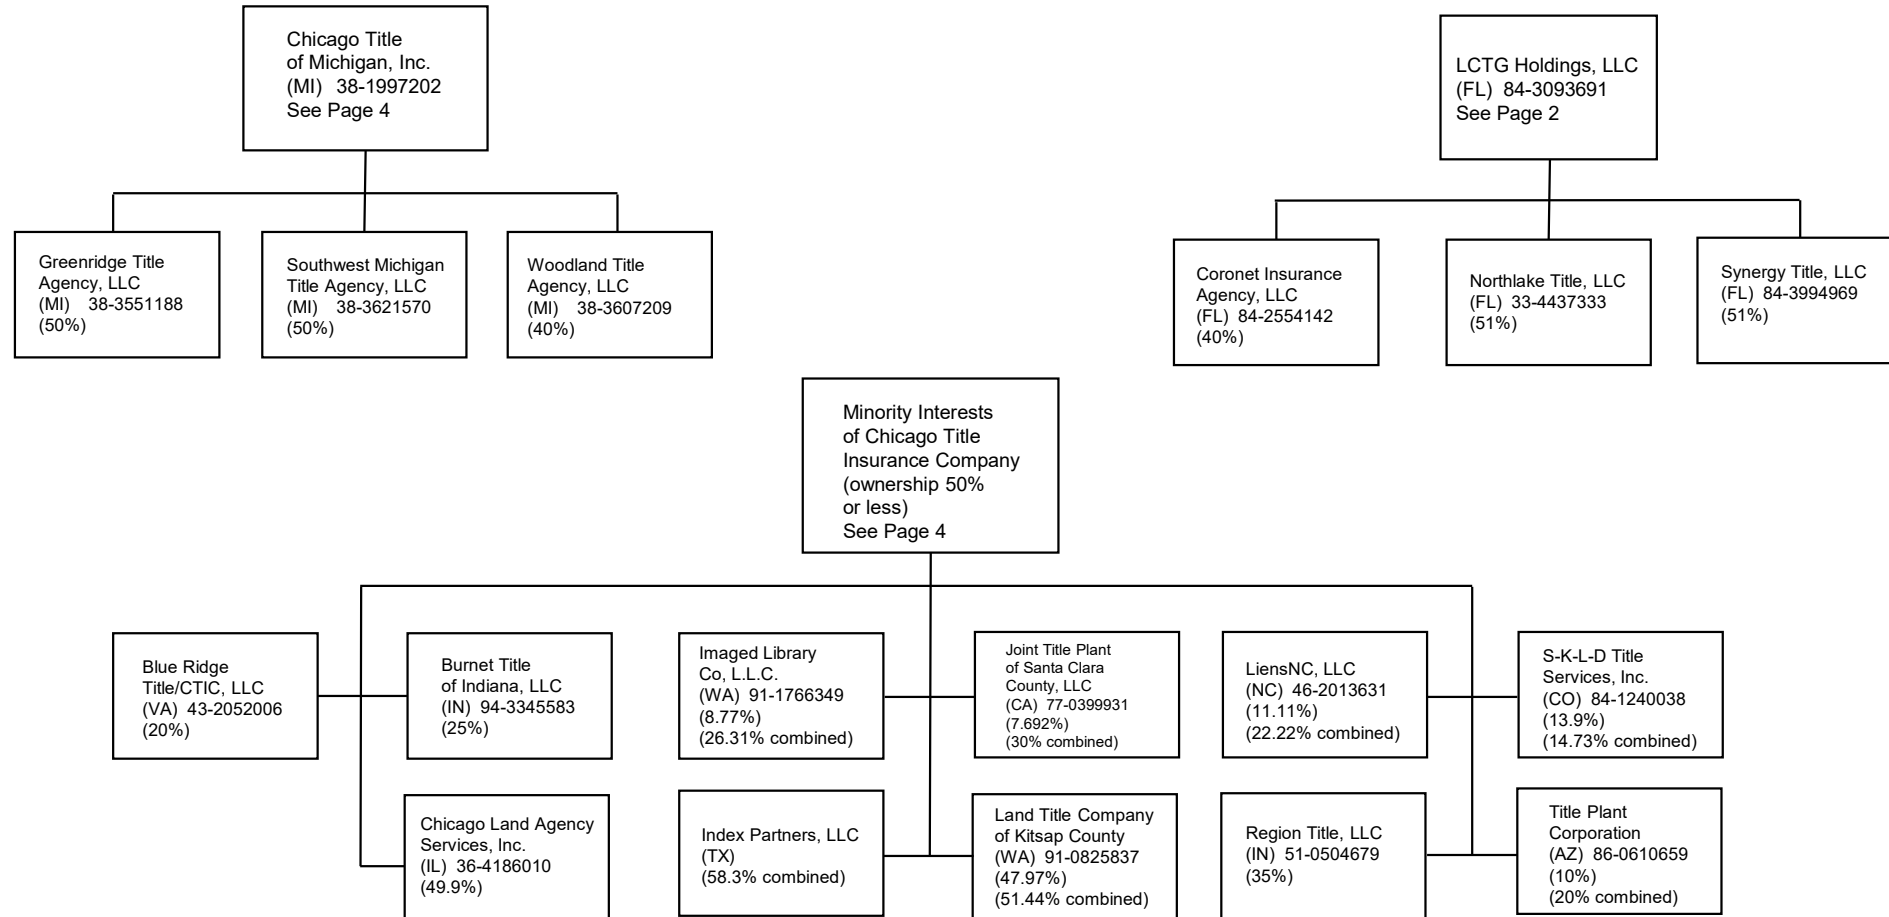 Chicago Title
of Michigan, Inc.
(MI) 38-1997202
See Page 4
LCTG Holdings, LLC
(FL) 84-3093691
See Page 2
Greenridge Title
Agency, LLC
(MI) 38-3551188
(50%)
Southwest Michigan
Title Agency, LLC
(MI) 38-3621570
(50%)
Woodland Title
Agency, LLC
(MI) 38-3607209
(40%)
Coronet Insurance
Agency, LLC
(FL) 84-2554142
(40%)
Northlake Title, LLC
(FL) 33-4437333
(51%)
Synergy Title, LLC
(FL) 84-3994969
(51%)
Minority Interests
of Chicago Title
Insurance Company
(ownership 50%
or less)
See Page 4
Blue Ridge
Title/CTIC, LLC
(VA) 43-2052006
(20%)
Burnet Title
of Indiana, LLC
(IN) 94-3345583
(25%)
Imaged Library
Co, L.L.C.
(WA) 91-1766349
(8.77%)
(26.31% combined)
Joint Title Plant
of Santa Clara
County, LLC
(CA) 77-0399931
(7.692%)
(30% combined)
LiensNC, LLC
(NC) 46-2013631
(11.11%)
(22.22% combined)
S-K-L-D Title
Services, Inc.
(CO) 84-1240038
(13.9%)
(14.73% combined)
Chicago Land Agency
Services, Inc.
(IL) 36-4186010
(49.9%)
Index Partners, LLC
(TX)
(58.3% combined)
Land Title Company
of Kitsap County
(WA) 91-0825837
(47.97%)
(51.44% combined)
Region Title, LLC
(IN) 51-0504679
(35%)
Title Plant
Corporation
(AZ) 86-0610659
(10%)
(20% combined)